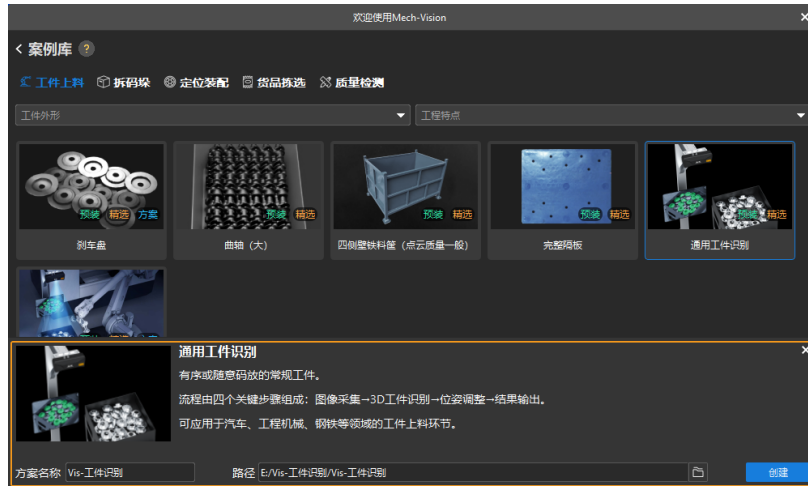 欢迎使用Mech-Vision
案例库 ?
工件上料 拆码垛 定位装配 货品拣选 质量检测
工件外形 工程特点
预装 精选 方案 预装 精选 预装 精选 预装 精选 预装 精选
刹车盘 曲轴（大） 四侧壁铁料筐（点云质量一般） 完整隔板 通用工件识别
通用工件识别
有序或随意码放的常规工件。
流程由四个关键步骤组成：图像采集→3D工件识别→位姿调整→结果输出。
可应用于汽车、工程机械、钢铁等领域的工件上料环节。
方案名称 Vis-工件识别 路径 E:/Vis-工件识别/Vis-工件识别 创建